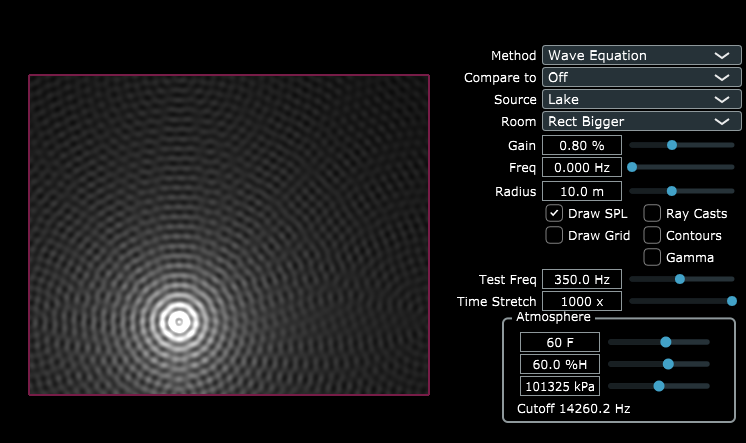 Method Wave Equation
Compare to Off
Source Lake
Room Rect Bigger
Gain 0.80 %
Freq 0.000 Hz
Radius 10.0 m
Draw SPL Ray Casts
Draw Grid Contours
Gamma
Test Freq 350.0 Hz
Time Stretch 1000 x
Atmosphere
60 F
60.0 %H
101325 kPa
Cutoff 14260.2 Hz